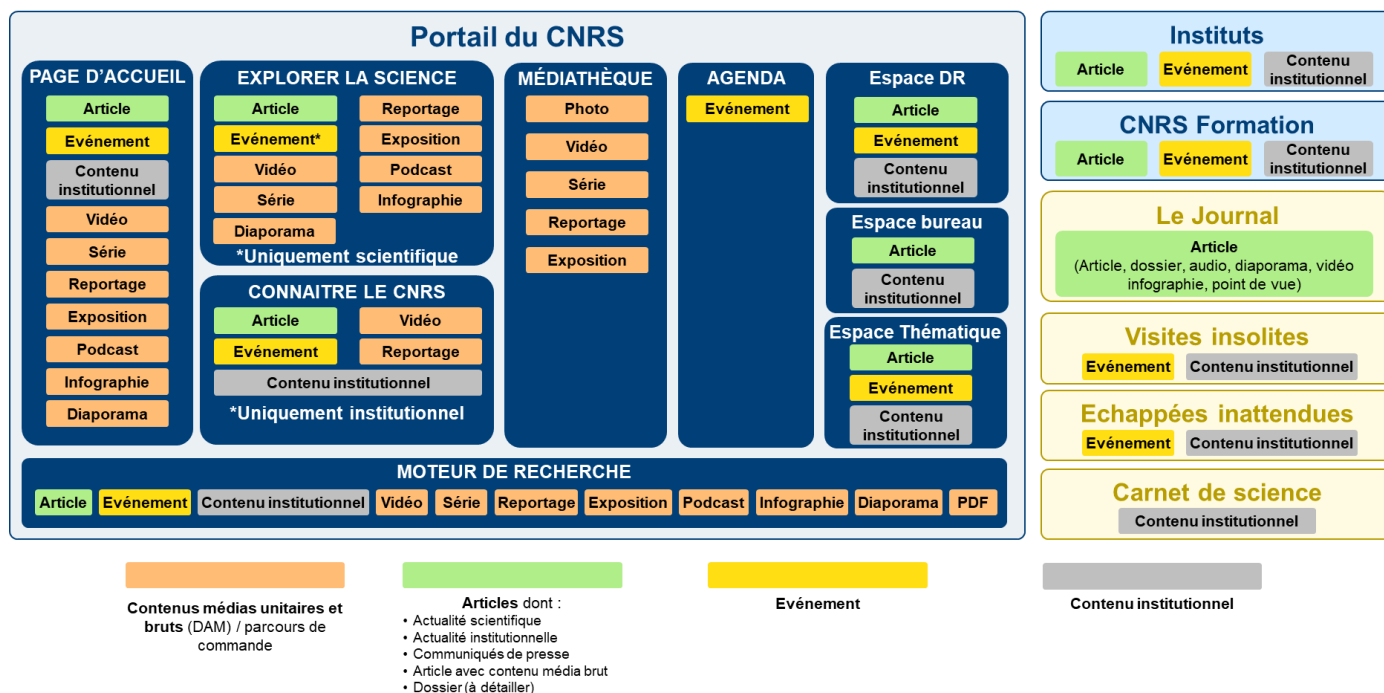 Portail du CNRS
PAGE D'ACCUEIL
Article
Evénement
Contenu
institutionnel
Vidéo
Série
Reportage
Exposition
Podcast
Infographie
Diaporama
EXPLORER LA SCIENCE
Article
Reportage
Evénement*
Exposition
Vidéo
Podcast
Série
Infographie
Diaporama
*Uniquement scientifique
CONNAITRE LE CNRS
Article
Vidéo
Evénement
Reportage
Contenu institutionnel
*Uniquement institutionnel
MÉDIATHÈQUE
Photo
Vidéo
Série
Reportage
Exposition
AGENDA
Evénement
Espace DR
Article
Evénement
Contenu
institutionnel
Espace bureau
Article
Contenu
institutionnel
Espace Thématique
Article
Evénement
Contenu
institutionnel
MOTEUR DE RECHERCHE
Article Evénement Contenu institutionnel Vidéo Série Reportage Exposition Podcast Infographie Diaporama PDF
Instituts
Article Evénement Contenu
institutionnel
CNRS Formation
Article Evénement Contenu
institutionnel
Le Journal
Article
(Article, dossier, audio, diaporama, vidéo
infographie, point de vue)
Visites insolites
Evénement Contenu institutionnel
Echappées inattendues
Evénement Contenu institutionnel
Carnet de science
Contenu institutionnel
Contenus médias unitaires et
bruts (DAM) / parcours de
commande
Articles dont :
• Actualité scientifique
• Actualité institutionnelle
• Communiqués de presse
• Article avec contenu média brut
• Dossier (à détailler)
Evénement
Contenu institutionnel